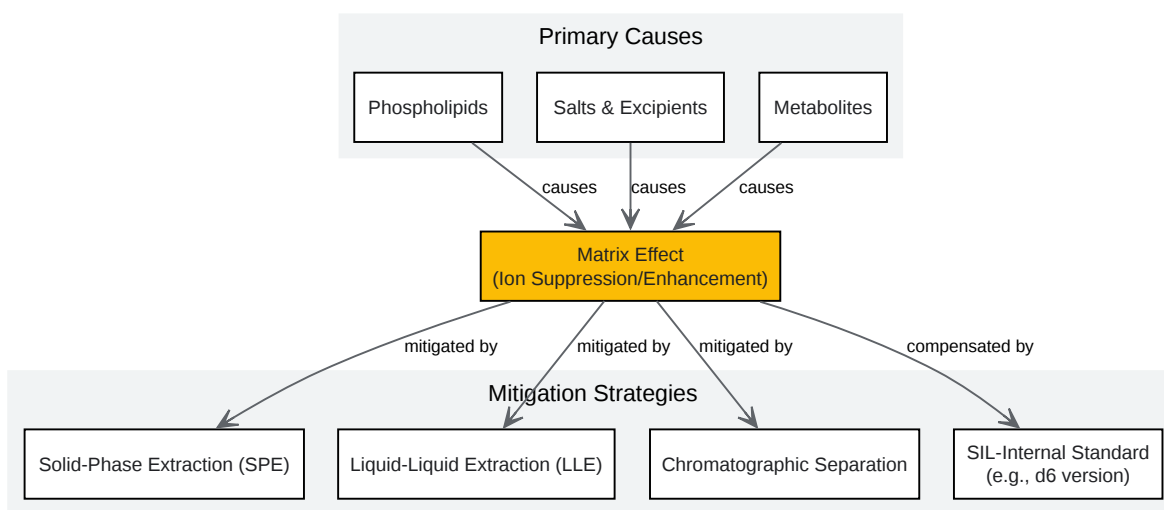 Primary Causes
Phospholipids
Salts & Excipients
Metabolites
causes
causes
causes
Matrix Effect
(Ion Suppression/Enhancement)
mitigated by
mitigated by
mitigated by
compensated by
Mitigation Strategies
Solid-Phase Extraction (SPE)
Liquid-Liquid Extraction (LLE)
Chromatographic Separation
SIL-Internal Standard
(e.g., d6 version)